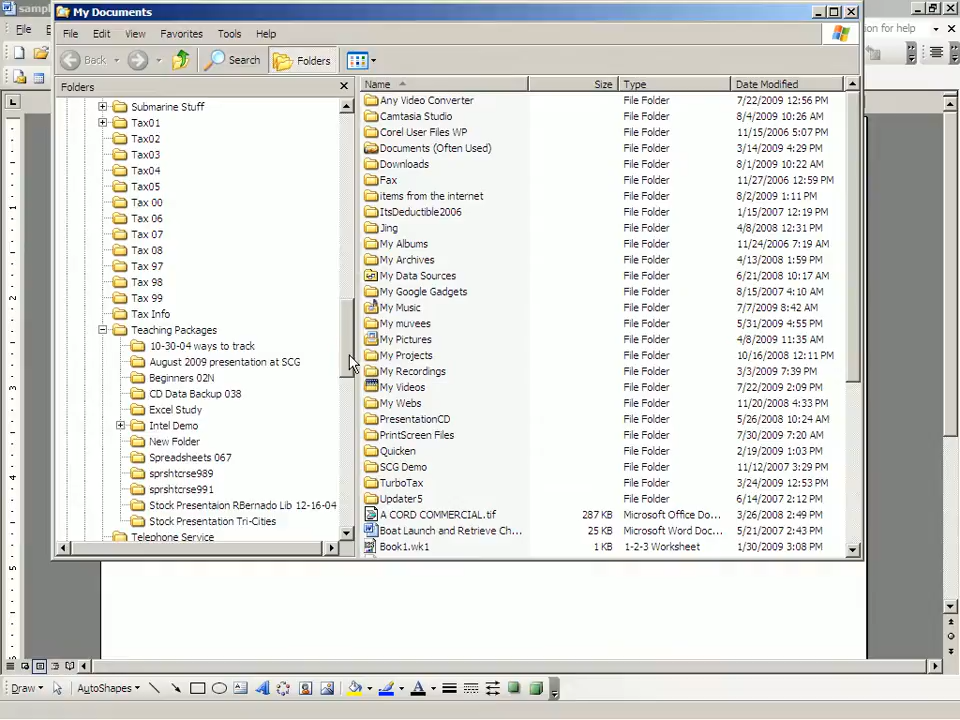 sampl
My Documents
File
File Edit View Favorites Tools Help
ion for help
Back Search Folders
Folders
Name Size Type Date Modified
Submarine Stuff
Tax01
Tax02
Tax03
Tax04
Tax05
Tax 00
Tax 06
Tax 07
Tax 08
Tax 97
Tax 98
Tax 99
Tax Info
Teaching Packages
10-30-04 ways to track
August 2009 presentation at SCG
Beginners 02N
CD Data Backup 038
Excel Study
Intel Demo
New Folder
Spreadsheets 067
sprshtcrse989
sprshtcrse991
Stock Presentaion RBernado Lib 12-16-04
Stock Presentation Tri-Cities
Telephone Service
Any Video Converter File Folder 7/22/2009 12:56 PM
Camtasia Studio File Folder 8/4/2009 10:26 AM
Corel User Files WP File Folder 11/15/2006 5:07 PM
Documents (Often Used) File Folder 3/14/2009 4:29 PM
Downloads File Folder 8/1/2009 10:22 AM
Fax File Folder 11/27/2006 12:59 PM
items from the internet File Folder 8/2/2009 1:11 PM
ItsDeductible2006 File Folder 1/15/2007 12:19 PM
Jing File Folder 4/8/2008 12:31 PM
My Albums File Folder 11/24/2006 7:19 AM
My Archives File Folder 4/13/2008 1:59 PM
My Data Sources File Folder 6/21/2008 10:17 AM
My Google Gadgets File Folder 8/15/2007 4:10 AM
My Music File Folder 7/7/2009 8:42 AM
My muvees File Folder 5/31/2009 4:55 PM
My Pictures File Folder 4/8/2009 11:35 AM
My Projects File Folder 10/16/2008 12:11 PM
My Recordings File Folder 3/3/2009 7:39 PM
My Videos File Folder 7/22/2009 2:09 PM
My Webs File Folder 11/20/2008 4:33 PM
PresentationCD File Folder 5/26/2008 10:24 AM
PrintScreen Files File Folder 7/30/2009 7:20 AM
Quicken File Folder 2/19/2009 1:03 PM
SCG Demo File Folder 11/12/2007 3:29 PM
TurboTax File Folder 3/24/2009 12:53 PM
Updater5 File Folder 6/14/2007 2:12 PM
A CORD COMMERCIAL.tif 287 KB Microsoft Office Do... 3/26/2008 2:49 PM
Boat Launch and Retrieve Ch... 25 KB Microsoft Word Doc... 5/21/2007 2:43 PM
Book1.wk1 1 KB 1-2-3 Worksheet 1/30/2009 3:08 PM
Draw AutoShapes